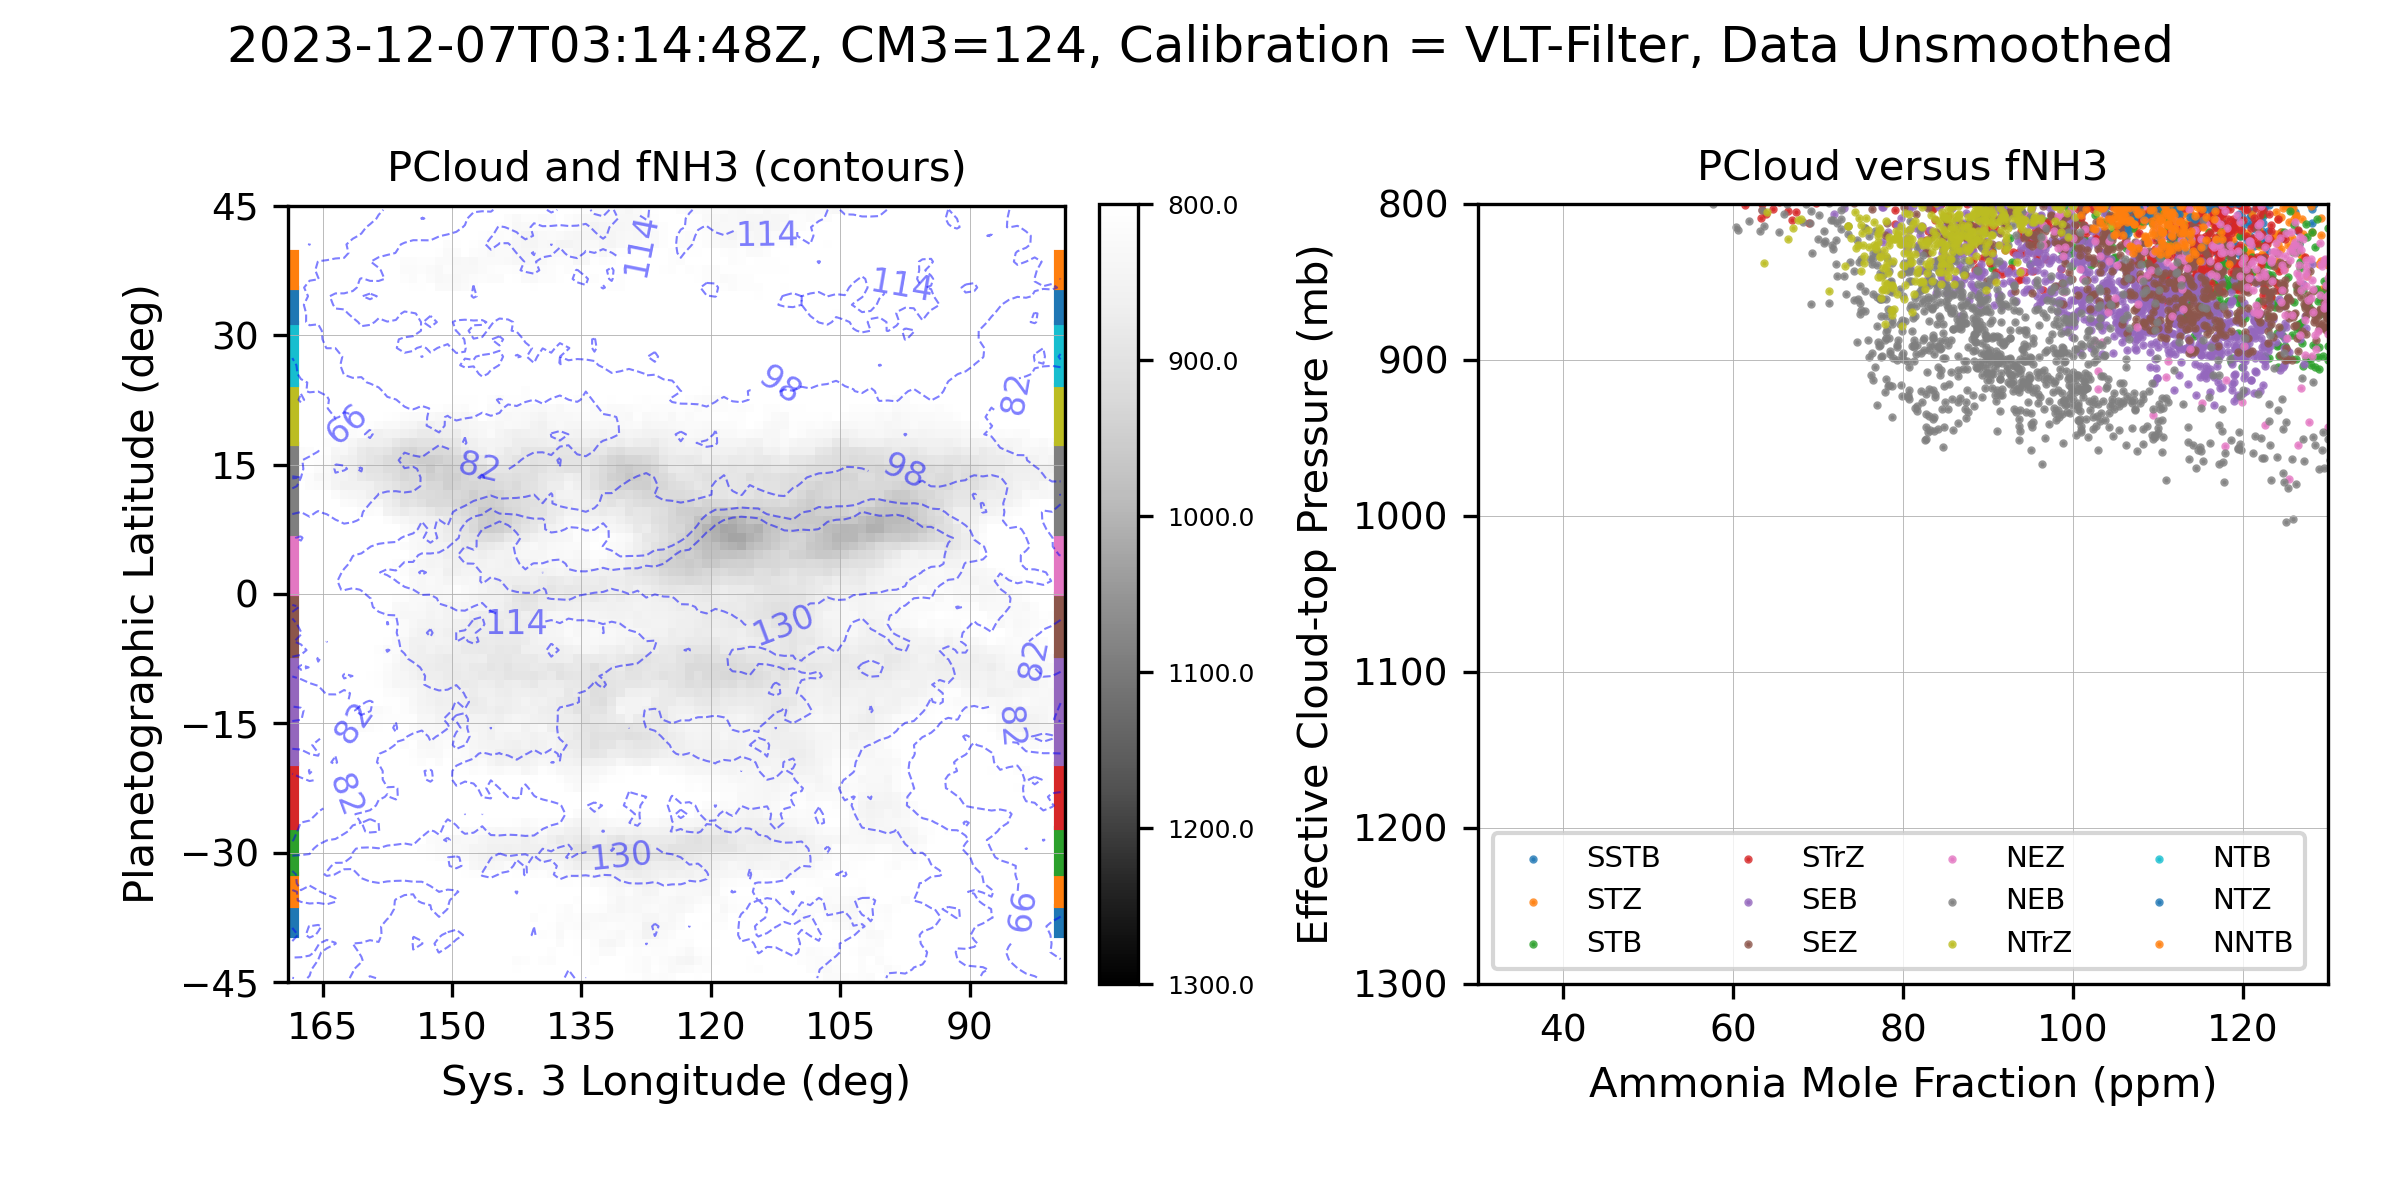 2023-12-07T03:14:48Z, CM3=124, Calibration = VLT-Filter, Data Unsmoothed
PCloud and fNH3 (contours)
PCloud versus fNH3
Planetographic Latitude (deg)
45
30
15
0
−15
−30
−45
165
150
135
120
105
90
Sys. 3 Longitude (deg)
114
114
114
98
82
66
82
98
114
130
82
82
82
82
130
66
800.0
900.0
1000.0
1100.0
1200.0
1300.0
Effective Cloud-top Pressure (mb)
800
900
1000
1100
1200
1300
SSTB
STrZ
NEZ
NTB
STZ
SEB
NEB
NTZ
STB
SEZ
NTrZ
NNTB
40
60
80
100
120
Ammonia Mole Fraction (ppm)